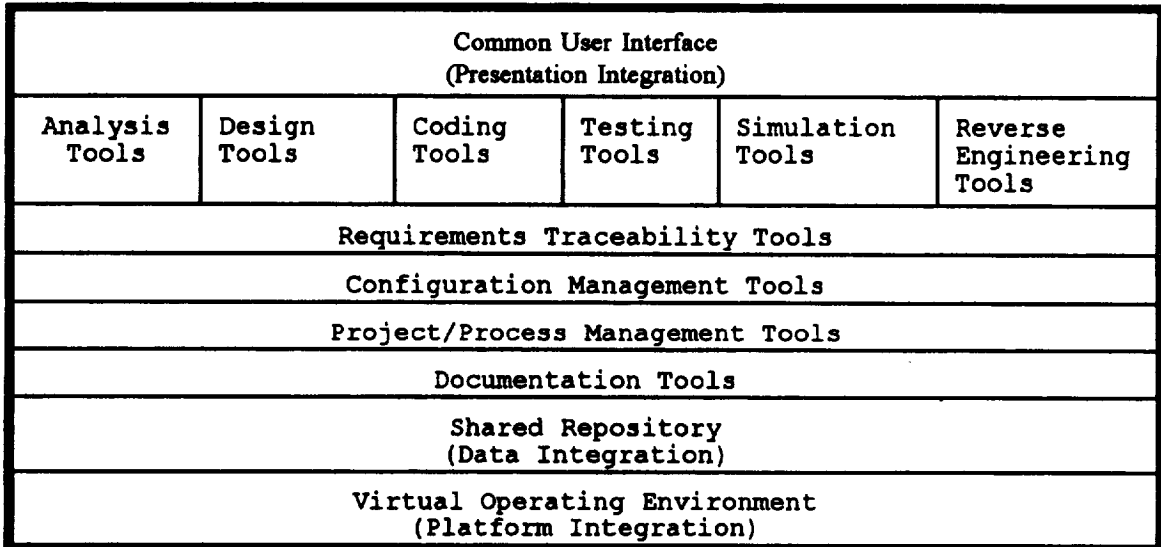 Common User Interface
(Presentation Integration)
Analysis
Tools
Design
Tools
Coding
Tools
Testing
Tools
Simulation
Tools
Reverse
Engineering
Tools
Requirements Traceability Tools
Configuration Management Tools
Project/Process Management Tools
Documentation Tools
Shared Repository
(Data Integration)
Virtual Operating Environment
(Platform Integration)